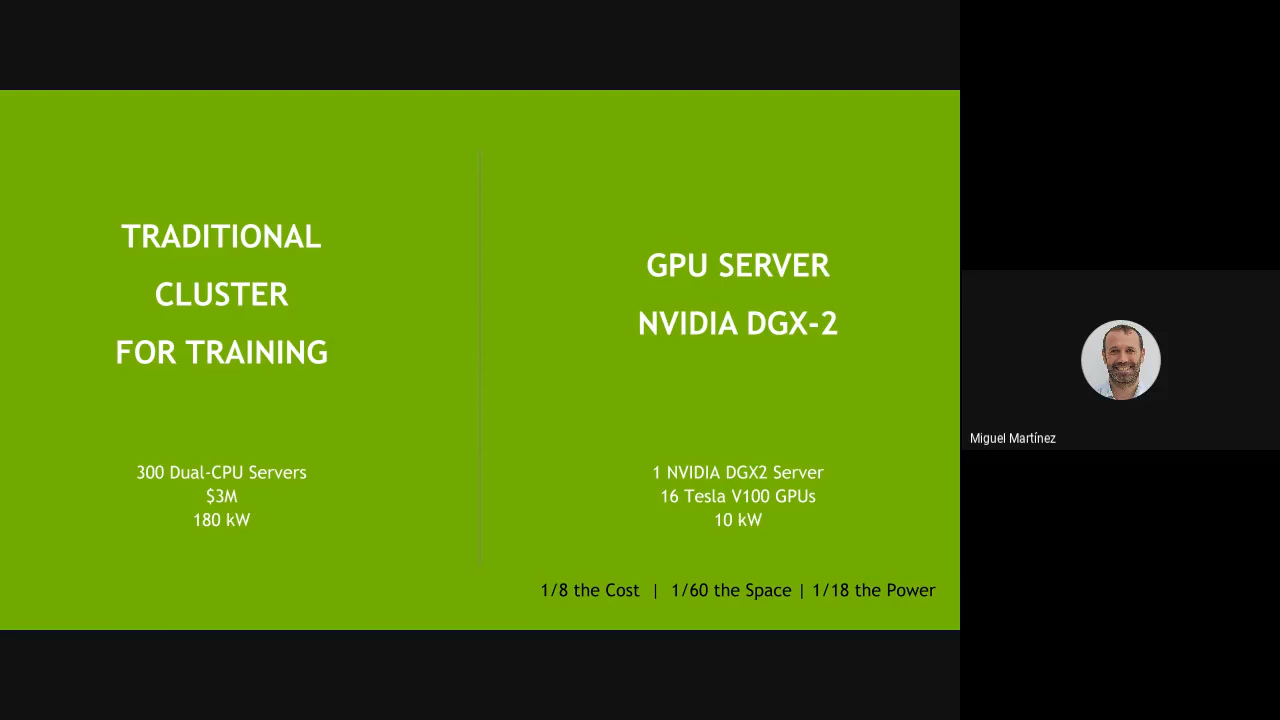 TRADITIONAL
CLUSTER
FOR TRAINING
300 Dual-CPU Servers
$3M
180 kW
GPU SERVER
NVIDIA DGX-2
1 NVIDIA DGX2 Server
16 Tesla V100 GPUs
10 kW
1/8 the Cost | 1/60 the Space | 1/18 the Power
Miguel Martínez